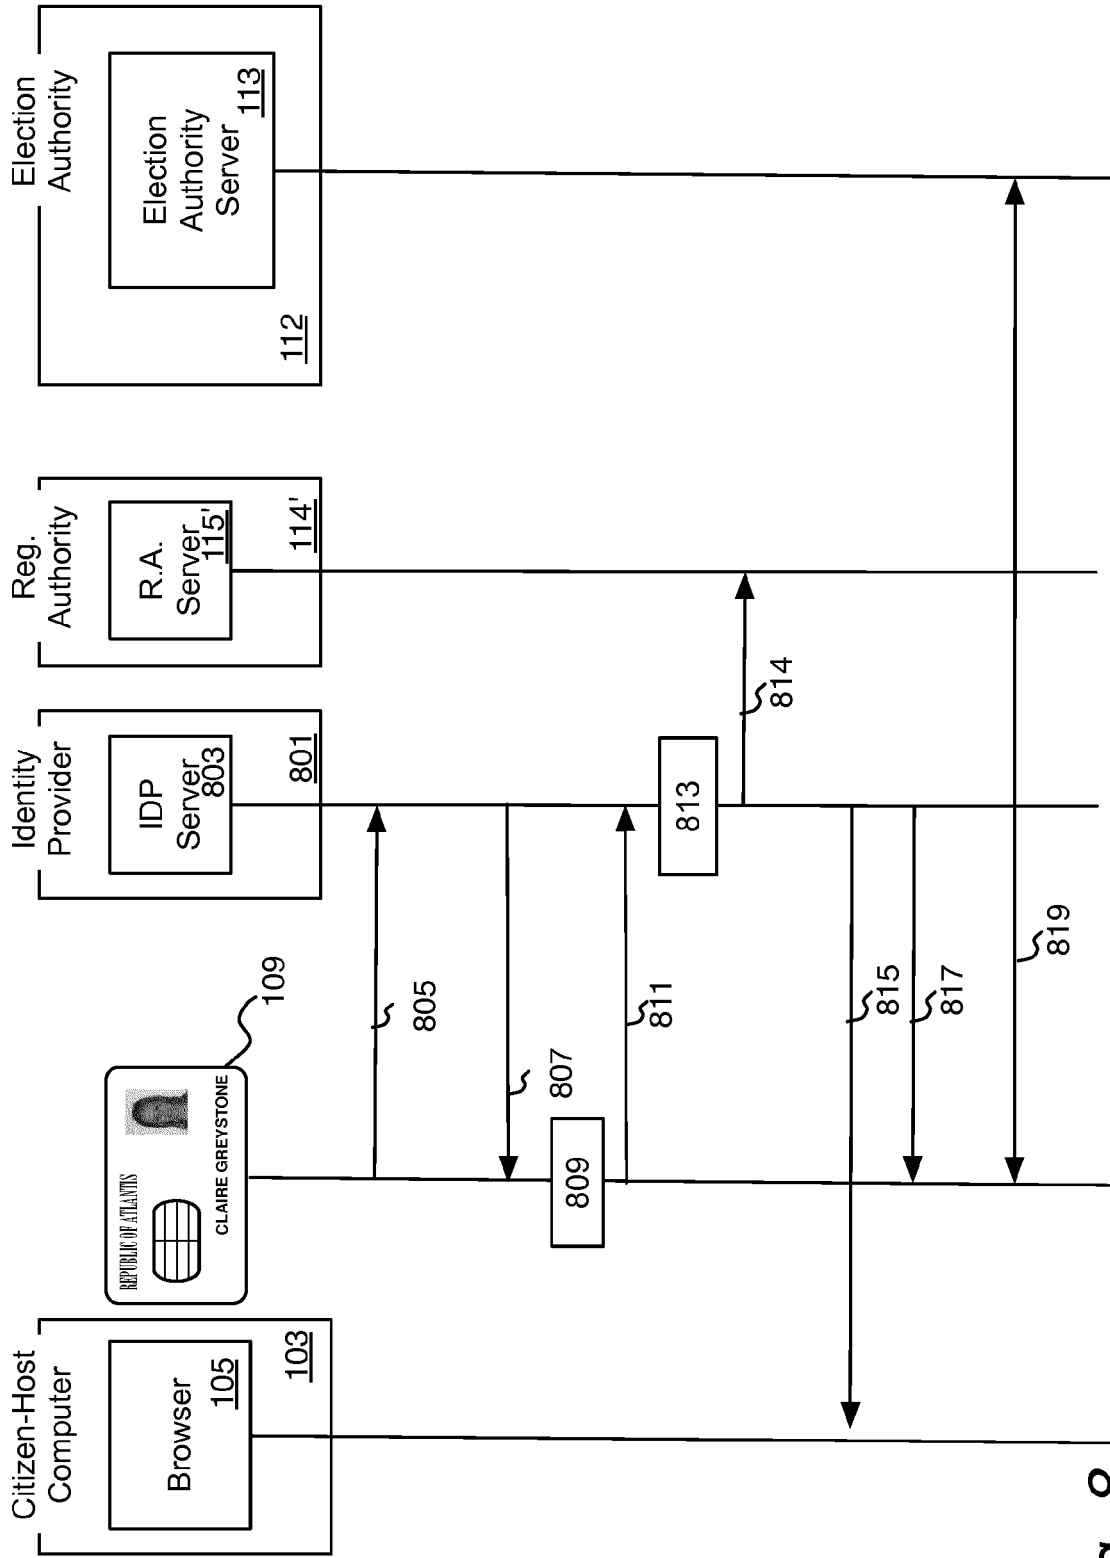 Citizen-Host
Computer
Browser
105
103
REPUBLIC OF ATLANTIS
CLAIRE GREYSTONE
109
Identity
Provider
IDP
Server
803
801
Reg.
Authority
R.A.
Server
115'
114'
Election
Authority
Election
Authority
Server
113
112
805
807
809
811
813
814
815
817
819